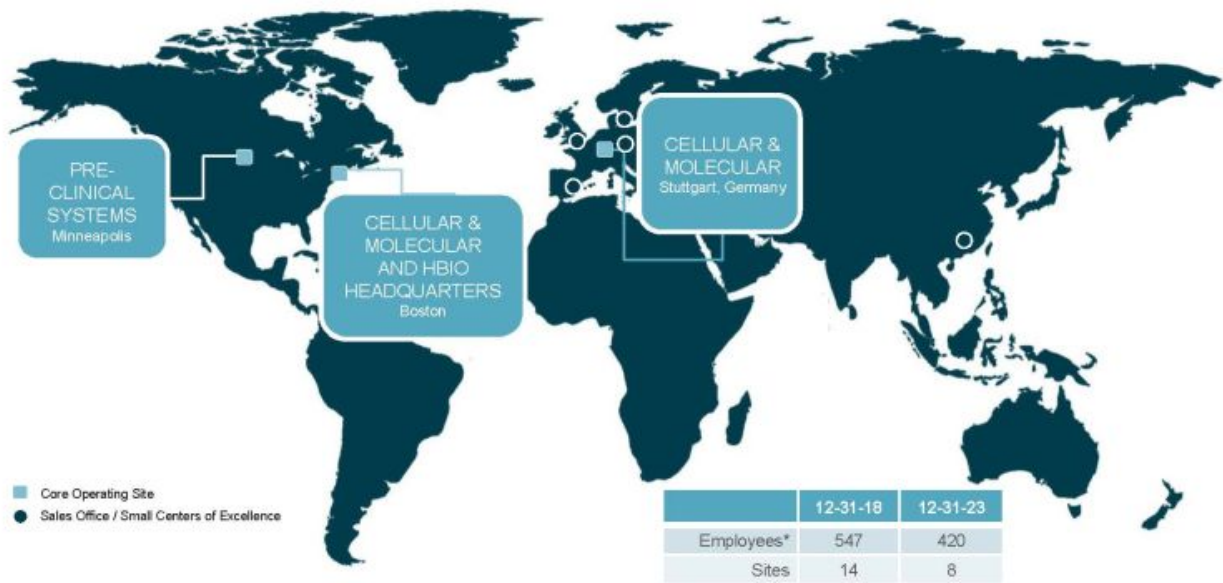 PRE-
CLINICAL
SYSTEMS
Minneapolis
CELLULAR &
MOLECULAR
AND HBIO
HEADQUARTERS
Boston
CELLULAR &
MOLECULAR
Stuttgart, Germany
Core Operating Site
Sales Office / Small Centers of Excellence
12-31-18 12-31-23
Employees* 547 420
Sites 14 8